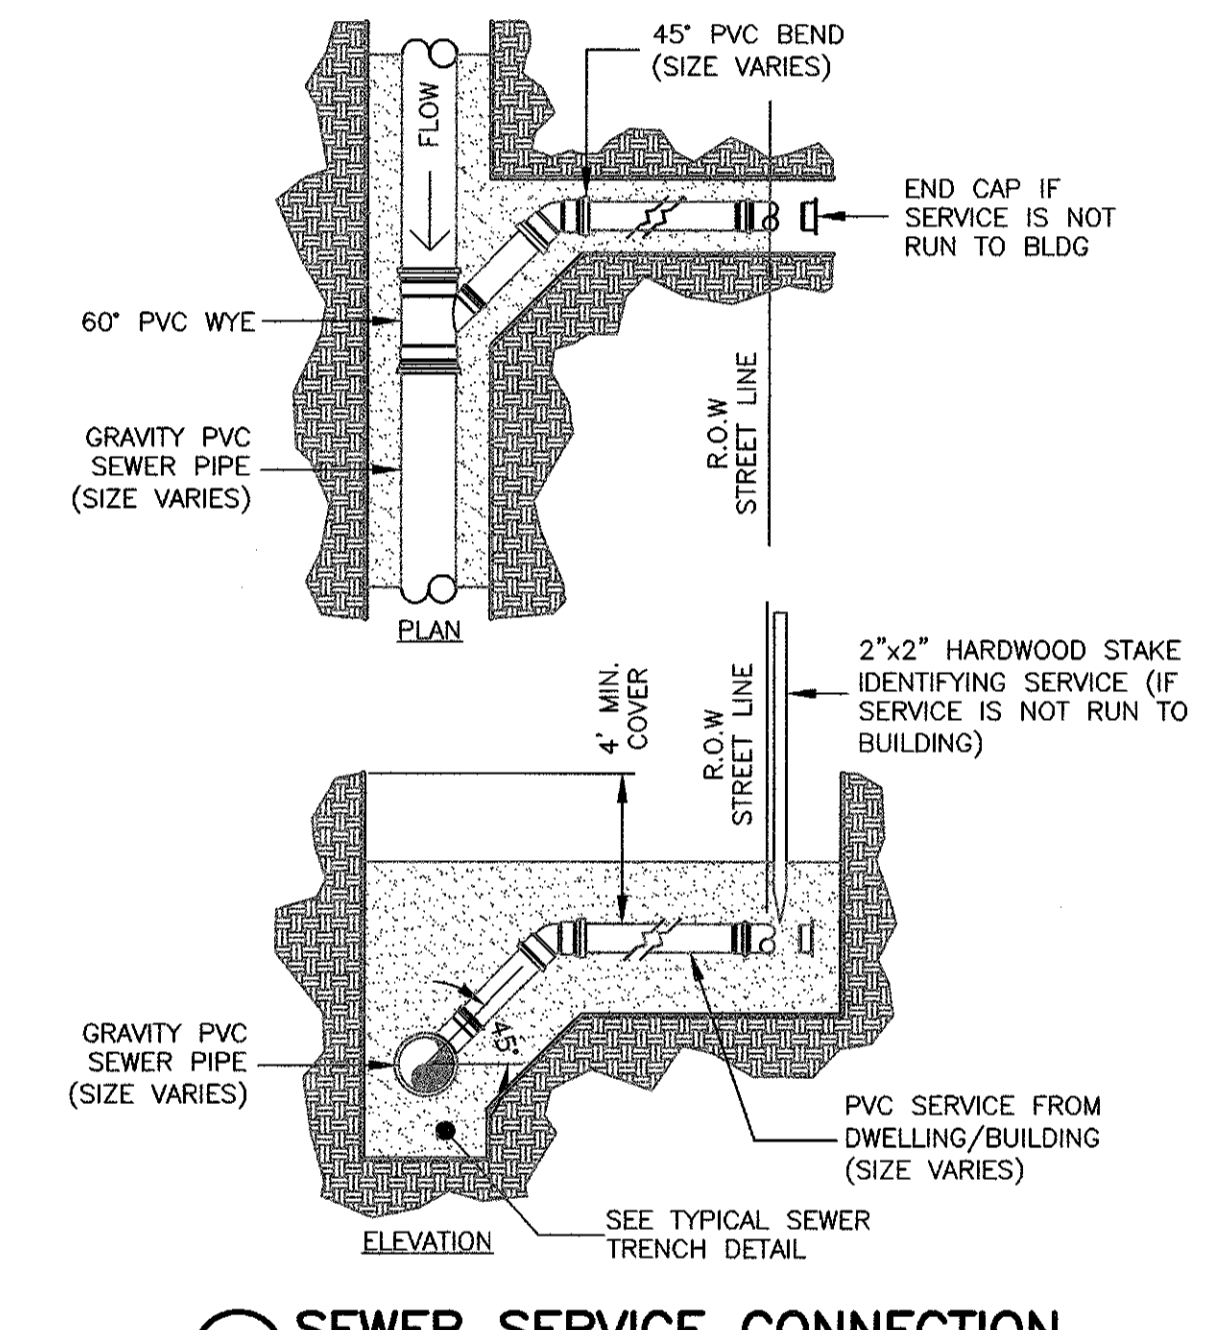 45° PVC BEND
(SIZE VARIES)
FLOW
END CAP IF
SERVICE IS NOT
RUN TO BLDG
60° PVC WYE
R.O.W
STREET LINE
GRAVITY PVC
SEWER PIPE
(SIZE VARIES)
PLAN
2"x2" HARDWOOD STAKE
IDENTIFYING SERVICE (IF
SERVICE IS NOT RUN TO
BUILDING)
4' MIN.
COVER
R.O.W
STREET LINE
45°
GRAVITY PVC
SEWER PIPE
(SIZE VARIES)
PVC SERVICE FROM
DWELLING/BUILDING
(SIZE VARIES)
SEE TYPICAL SEWER
TRENCH DETAIL
ELEVATION
SEWER SERVICE CONNECTION